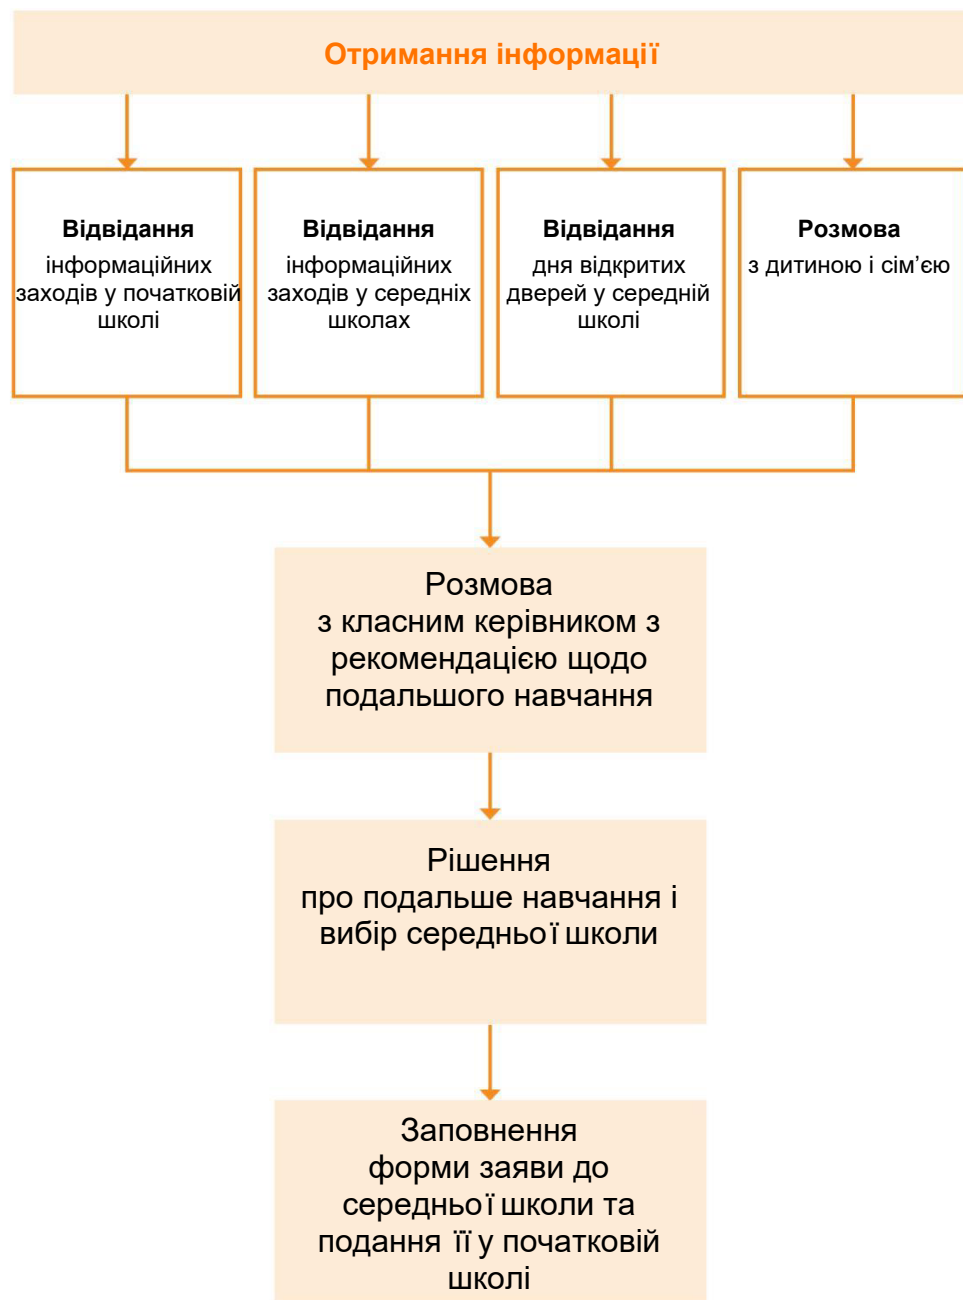 Отримання інформації
Відвідання
інформаційних
заходів у початковій
школі
Відвідання
інформаційних
заходів у середніх
школах
Відвідання
дня відкритих
дверей у середній
школі
Розмова
з дитиною і сім’єю
Розмова
з класним керівником з
рекомендацією щодо
подальшого навчання
Рішення
про подальше навчання і
вибір середньої школи
Заповнення
форми заяви до
середньої школи та
подання її у початковій
школі